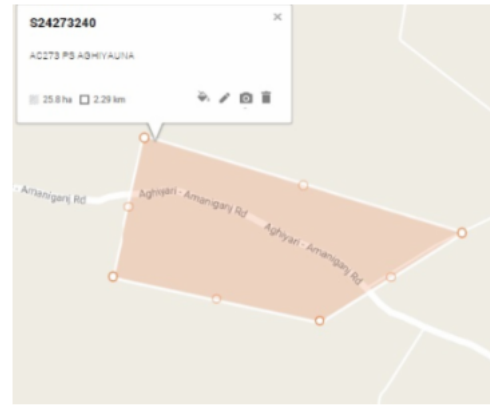 S24273240
AC273 PS AGHIYAUNA
25.8 ha 2.29 km
Amaniganj Rd
Aghiyari - Amaniganj Rd
Aghiyari - Amaniganj Rd